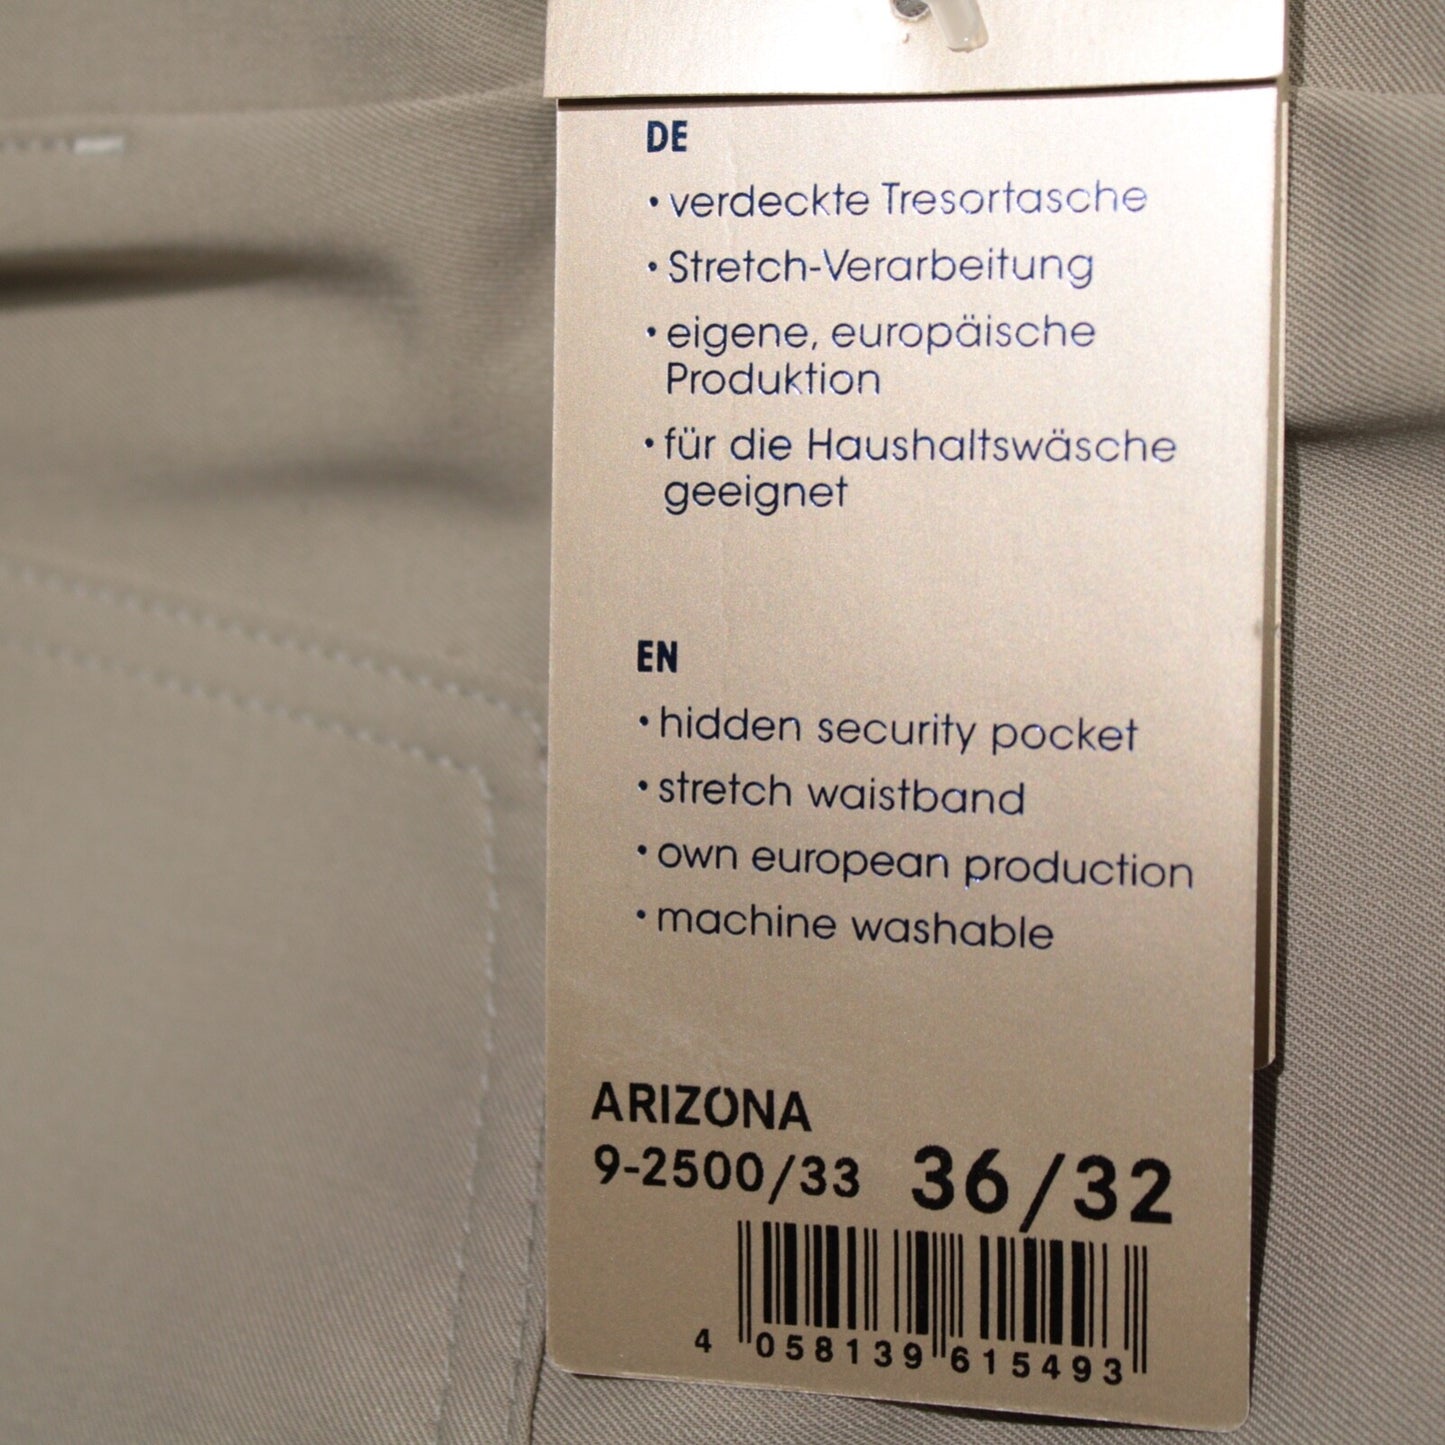 DE
• verdeckte Tresortasche
• Stretch-Verarbeitung
• eigene, europäische
Produktion
• für die Haushaltswäsche
geeignet
EN
• hidden security pocket
• stretch waistband
• own european production
• machine washable
ARIZONA
9-2500/33 36/32
4 058139 615493